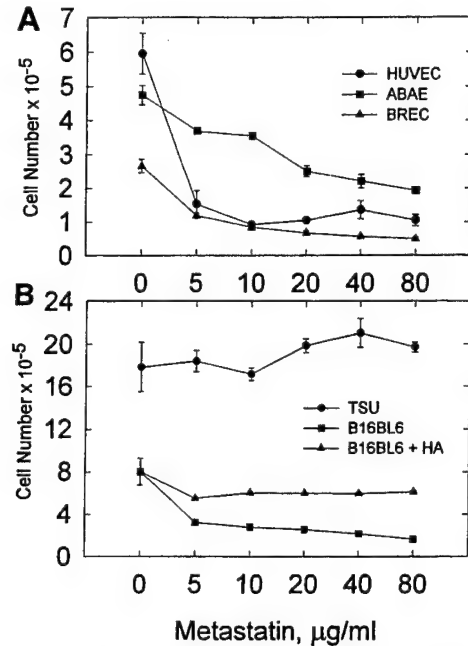 A
7
6
5
4
3
2
1
0
Cell Number x 10-5
HUVEC
ABAE
BREC
0 5 10 20 40 80
B
24
20
16
12
8
4
0
Cell Number x 10-5
TSU
B16BL6
B16BL6 + HA
0 5 10 20 40 80
Metastatin, µg/ml